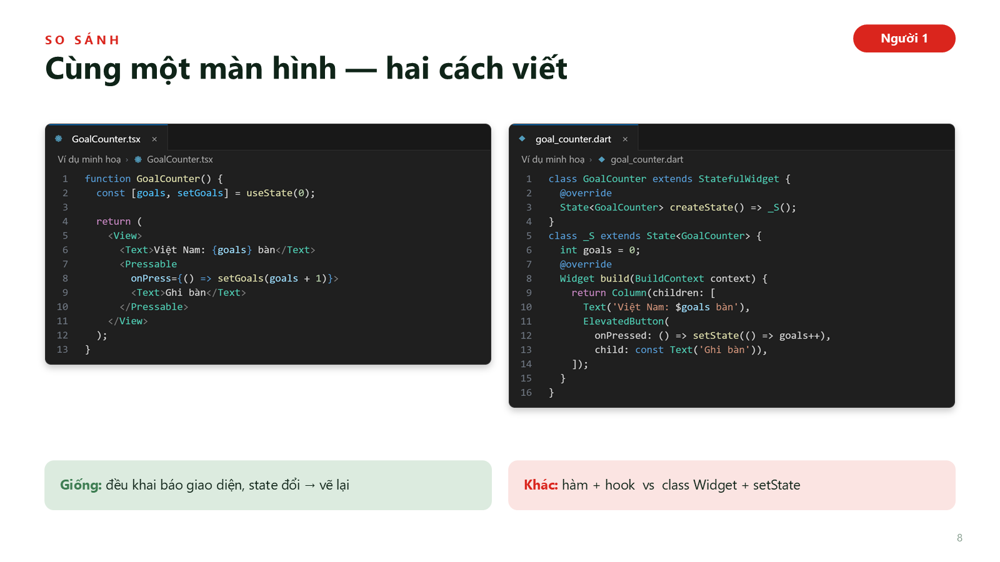 SO SÁNH
Người 1
Cùng một màn hình — hai cách viết
GoalCounter.tsx ×
Ví dụ minh hoạ › GoalCounter.tsx
1 function GoalCounter() {
2   const [goals, setGoals] = useState(0);
3
4   return (
5     <View>
6       <Text>Việt Nam: {goals} bàn</Text>
7       <Pressable
8         onPress={() => setGoals(goals + 1)}>
9         <Text>Ghi bàn</Text>
10       </Pressable>
11     </View>
12   );
13 }
goal_counter.dart ×
Ví dụ minh hoạ › goal_counter.dart
1 class GoalCounter extends StatefulWidget {
2   @override
3   State<GoalCounter> createState() => _S();
4 }
5 class _S extends State<GoalCounter> {
6   int goals = 0;
7   @override
8   Widget build(BuildContext context) {
9     return Column(children: [
10       Text('Việt Nam: $goals bàn'),
11       ElevatedButton(
12         onPressed: () => setState(() => goals++),
13         child: const Text('Ghi bàn')),
14     ]);
15   }
16 }
Giống: đều khai báo giao diện, state đổi → vẽ lại
Khác: hàm + hook vs class Widget + setState
8